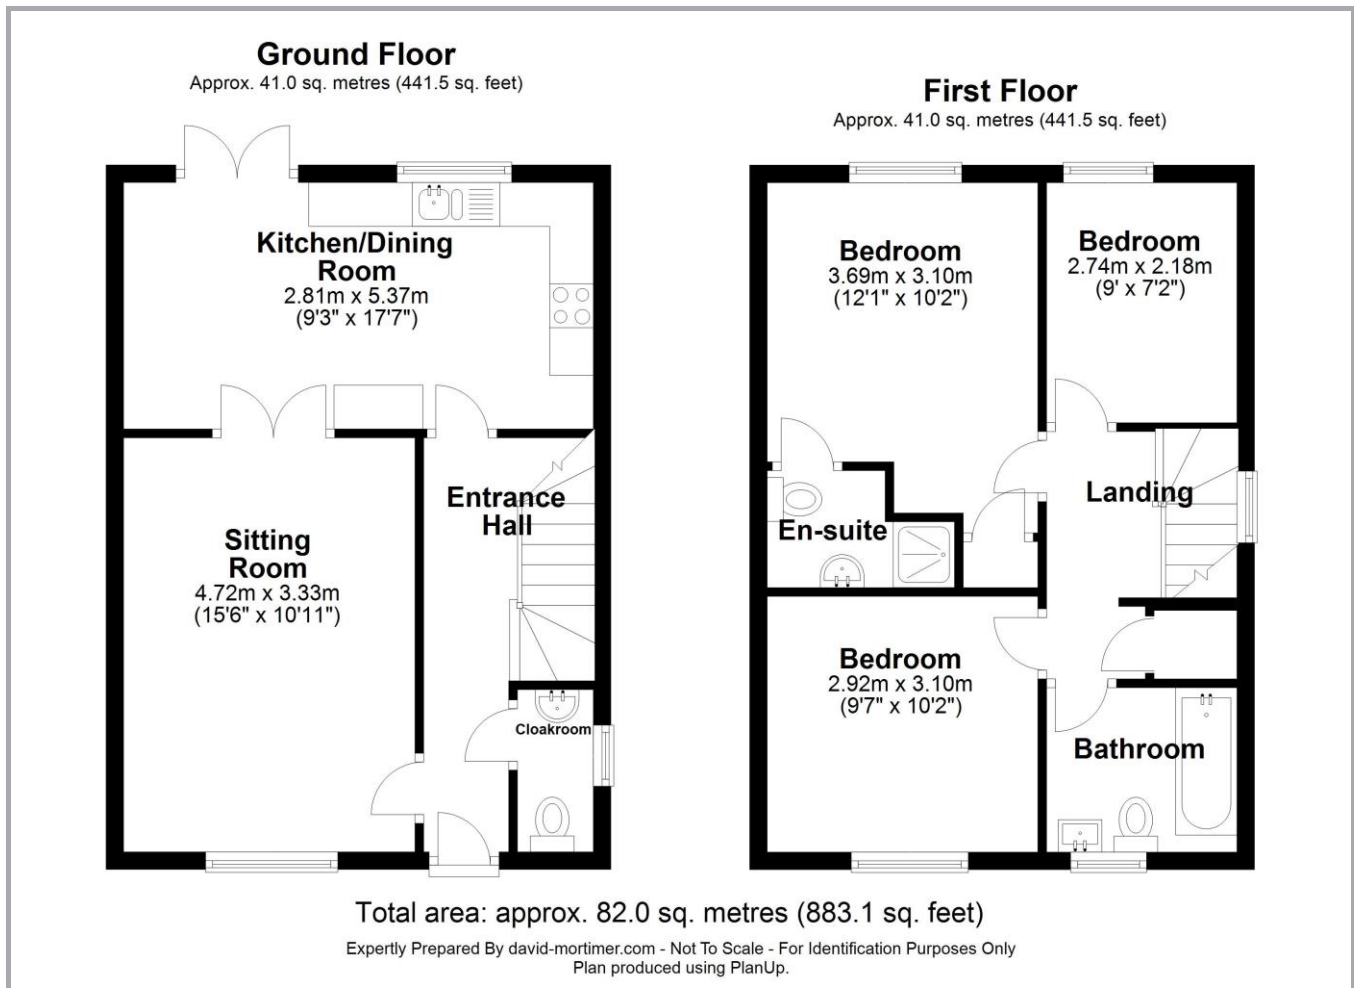 Ground Floor
Approx. 41.0 sq. metres (441.5 sq. feet)
Kitchen/Dining
Room
2.81m x 5.37m
(9'3" x 17'7")
Entrance
Hall
Sitting
Room
4.72m x 3.33m
(15'6" x 10'11")
Cloakroom
First Floor
Approx. 41.0 sq. metres (441.5 sq. feet)
Bedroom
3.69m x 3.10m
(12'1" x 10'2")
Bedroom
2.74m x 2.18m
(9' x 7'2")
Landing
En-suite
Bedroom
2.92m x 3.10m
(9'7" x 10'2")
Bathroom
Total area: approx. 82.0 sq. metres (883.1 sq. feet)
Expertly Prepared By david-mortimer.com - Not To Scale - For Identification Purposes Only
Plan produced using PlanUp.